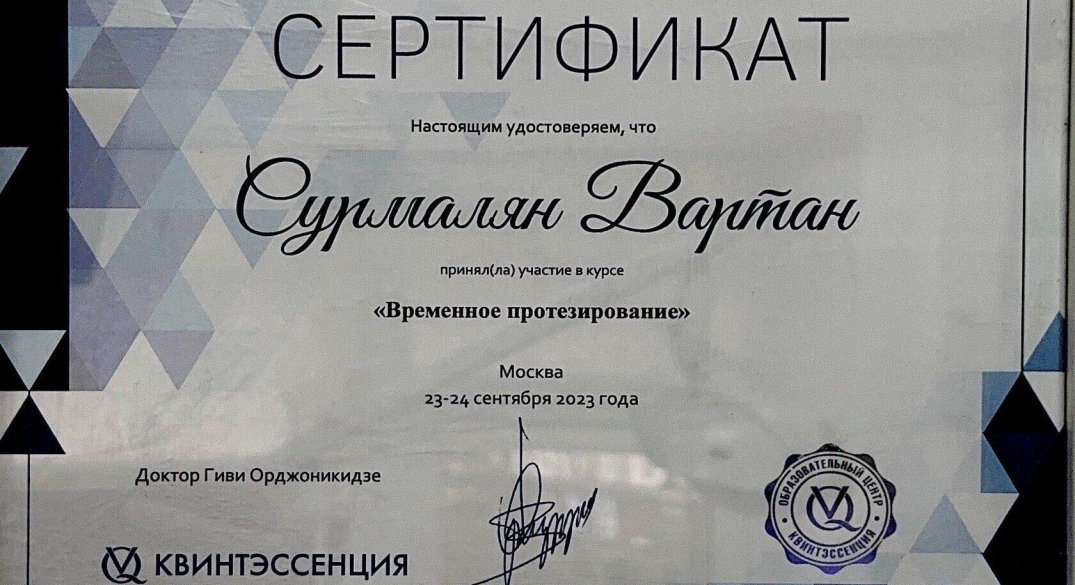 СЕРТИФИКАТ
Настоящим удостоверяем, что
Сурмалян Вартан
принял(ла) участие в курсе
«Временное протезирование»
Москва
23-24 сентября 2023 года
Доктор Гиви Орджоникидзе
КВИНТЭССЕНЦИЯ
ОБРАЗОВАТЕЛЬНЫЙ ЦЕНТР
КВИНТЭССЕНЦИЯ